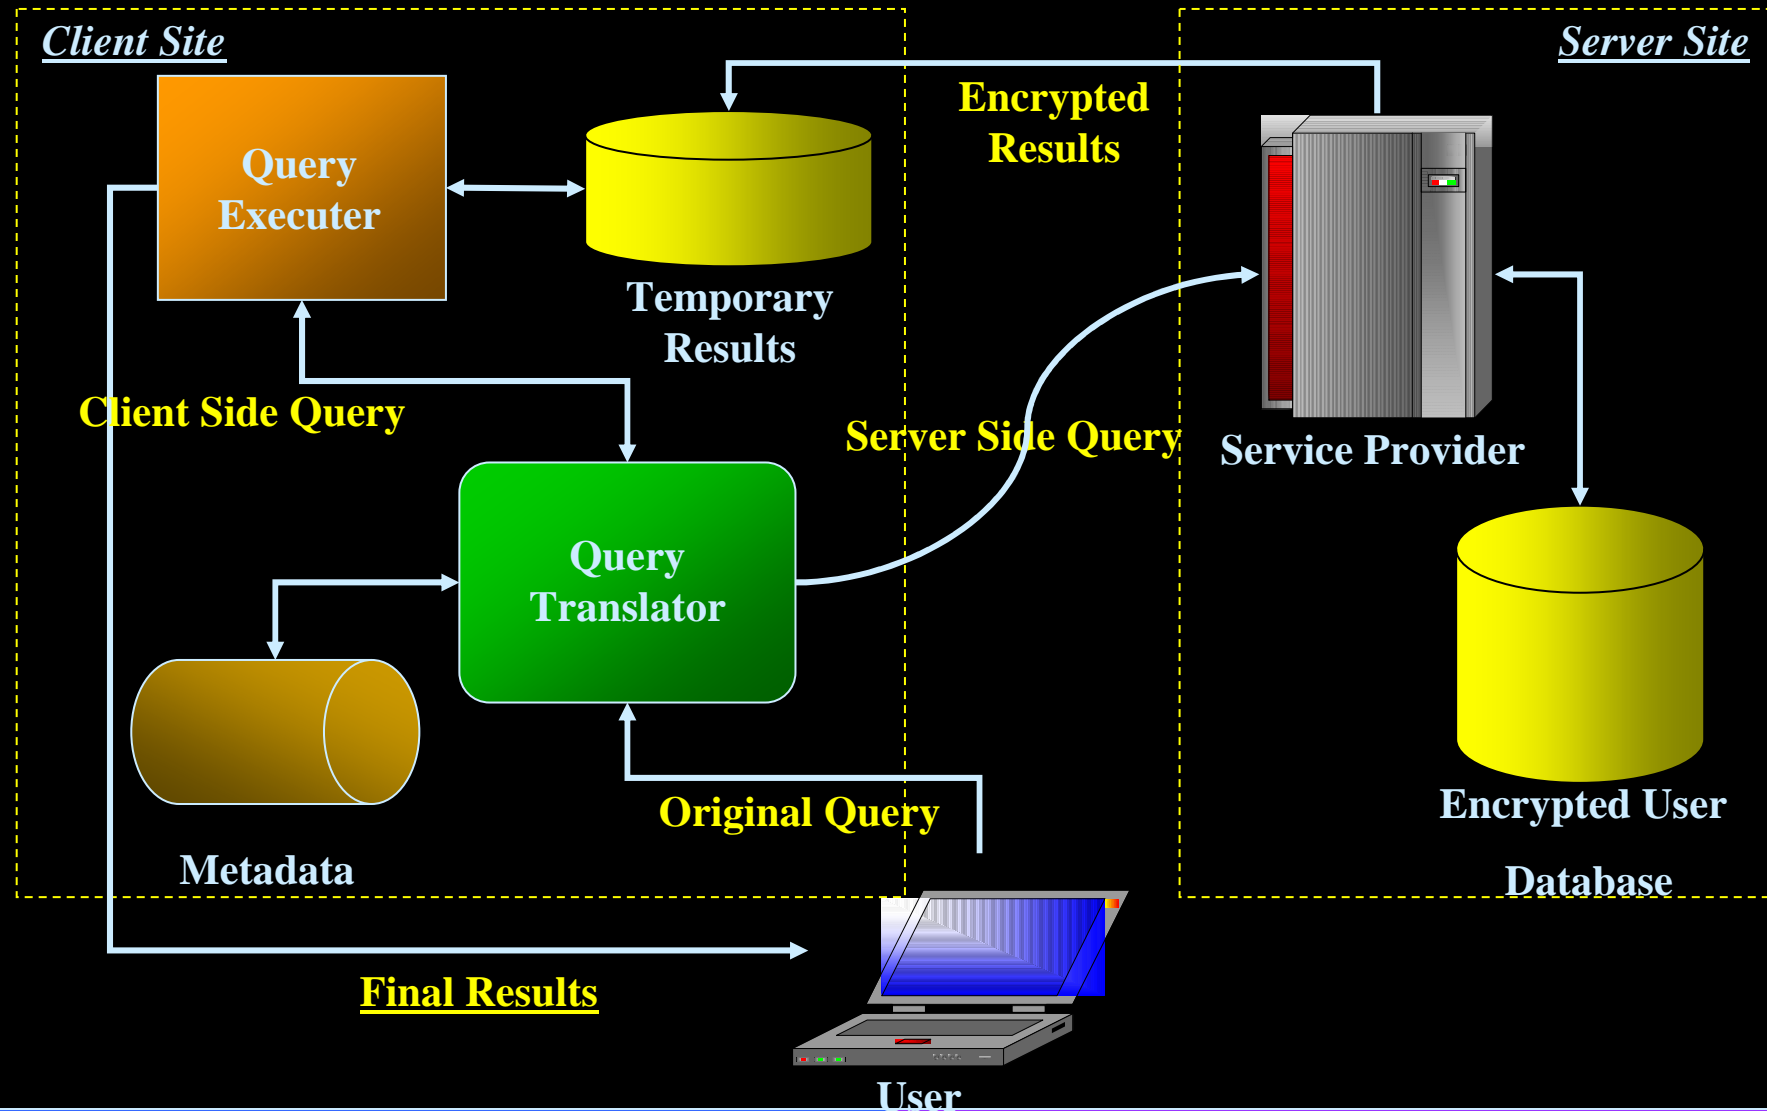 Client Site
Server Site
Encrypted
Results
Query
Executer
Temporary
Results
Client Side Query
Server Side Query
Service Provider
Query
Translator
Original Query
Encrypted User
Database
Metadata
Final Results
User